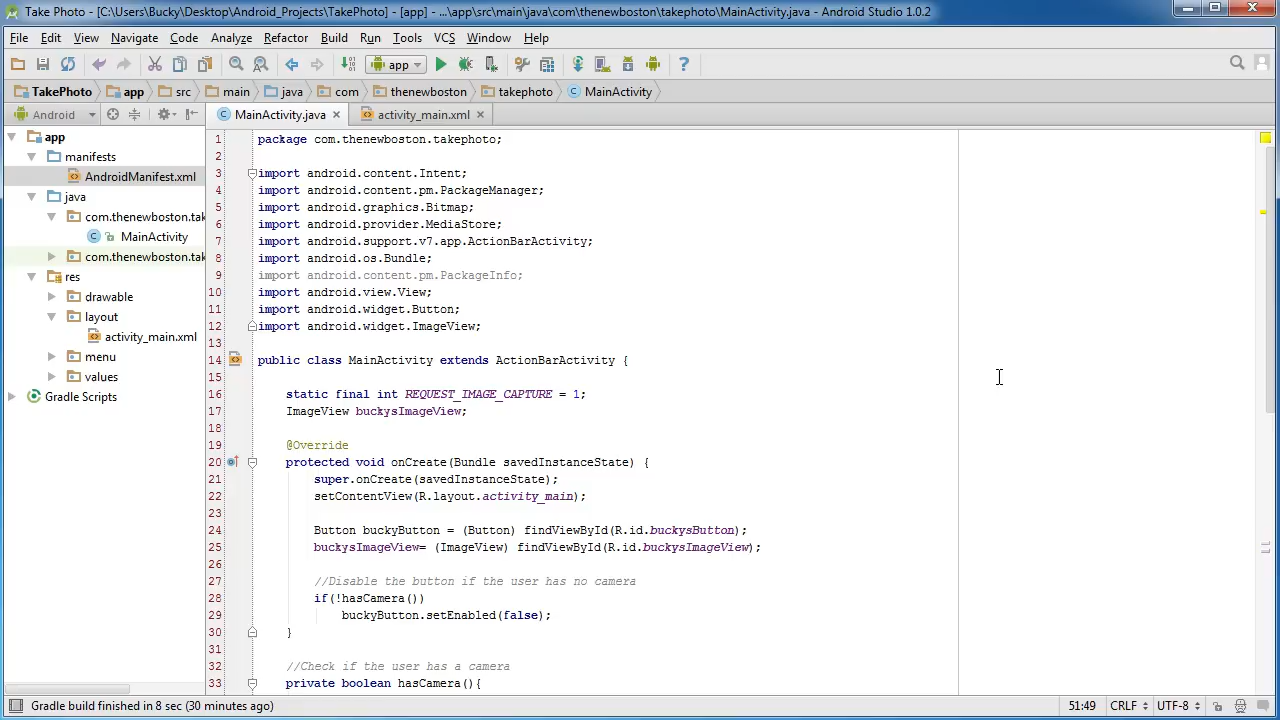 Take Photo - [C:\Users\Bucky\Desktop\Android_Projects\TakePhoto] - [app] - ...\app\src\main\java\com\thenewboston\takephoto\MainActivity.java - Android Studio 1.0.2
File Edit View Navigate Code Analyze Refactor Build Run Tools VCS Window Help
app
TakePhoto app src main java com thenewboston takephoto MainActivity
Android
MainActivity.java activity_main.xml
app
manifests
AndroidManifest.xml
java
com.thenewboston.tak
MainActivity
com.thenewboston.tak
res
drawable
layout
activity_main.xml
menu
values
Gradle Scripts
1 package com.thenewboston.takephoto;
2
3 import android.content.Intent;
4 import android.content.pm.PackageManager;
5 import android.graphics.Bitmap;
6 import android.provider.MediaStore;
7 import android.support.v7.app.ActionBarActivity;
8 import android.os.Bundle;
9 import android.content.pm.PackageInfo;
10 import android.view.View;
11 import android.widget.Button;
12 import android.widget.ImageView;
13
14 public class MainActivity extends ActionBarActivity {
15
16 static final int REQUEST_IMAGE_CAPTURE = 1;
17 ImageView buckysImageView;
18
19 @Override
20 protected void onCreate(Bundle savedInstanceState) {
21 super.onCreate(savedInstanceState);
22 setContentView(R.layout.activity_main);
23
24 Button buckyButton = (Button) findViewById(R.id.buckysButton);
25 buckysImageView= (ImageView) findViewById(R.id.buckysImageView);
26
27 //Disable the button if the user has no camera
28 if(!hasCamera())
29 buckyButton.setEnabled(false);
30 }
31
32 //Check if the user has a camera
33 private boolean hasCamera(){
Gradle build finished in 8 sec (30 minutes ago) 51:49 CRLF UTF-8